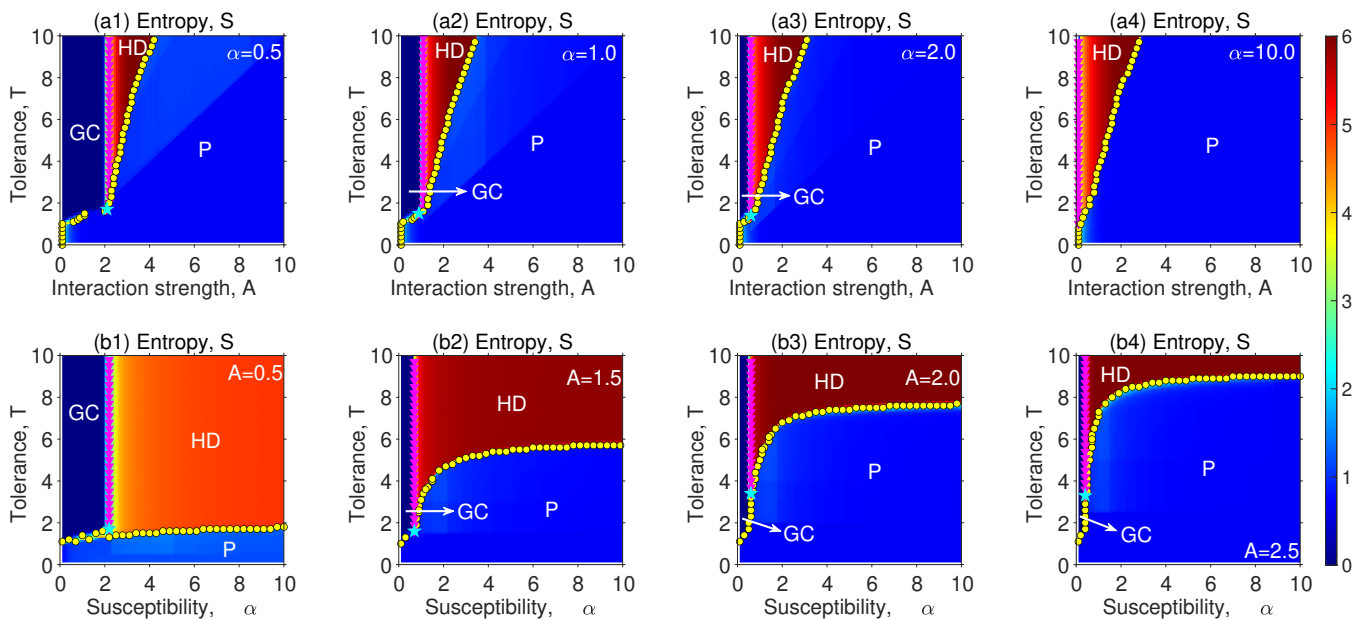 (a1) Entropy, S
(a2) Entropy, S
(a3) Entropy, S
(a4) Entropy, S
10
8
6
4
2
0
Tolerance, T
HD
α=0.5
GC
P
0 2 4 6 8 10
Interaction strength, A
10
8
6
4
2
0
Tolerance, T
HD
α=1.0
P
GC
0 2 4 6 8 10
Interaction strength, A
10
8
6
4
2
0
Tolerance, T
HD
α=2.0
P
GC
0 2 4 6 8 10
Interaction strength, A
10
8
6
4
2
0
Tolerance, T
HD
α=10.0
P
0 2 4 6 8 10
Interaction strength, A
6
5
4
3
2
1
0
(b1) Entropy, S
(b2) Entropy, S
(b3) Entropy, S
(b4) Entropy, S
10
8
6
4
2
0
Tolerance, T
A=0.5
GC
HD
P
0 2 4 6 8 10
Susceptibility, α
10
8
6
4
2
0
Tolerance, T
A=1.5
HD
GC
P
0 2 4 6 8 10
Susceptibility, α
10
8
6
4
2
0
Tolerance, T
HD
A=2.0
P
GC
0 2 4 6 8 10
Susceptibility, α
10
8
6
4
2
0
Tolerance, T
HD
P
GC
A=2.5
0 2 4 6 8 10
Susceptibility, α